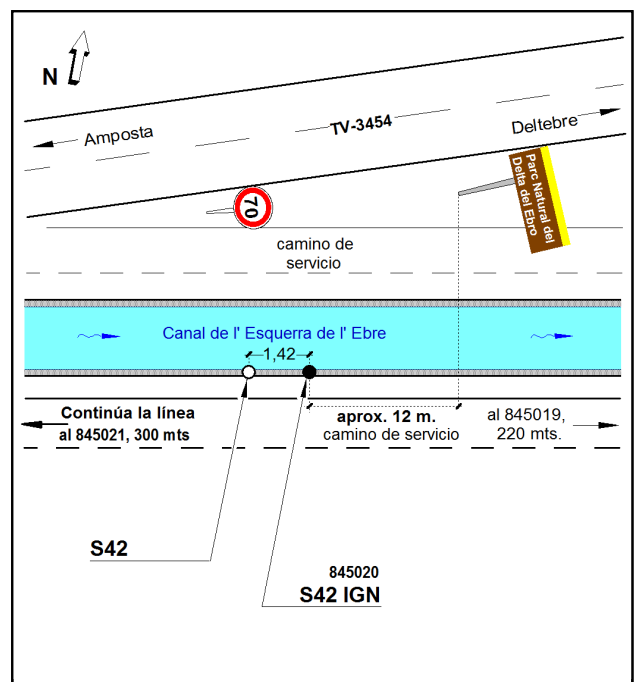 N
Amposta
TV-3454
Deltebre
Parc Natural del
Delta del Ebro
70
camino de
servicio
Canal de l' Esquerra de l' Ebre
1,42
Continúa la línea
al 845021, 300 mts
aprox. 12 m.
camino de servicio
al 845019,
220 mts.
S42
845020
S42 IGN